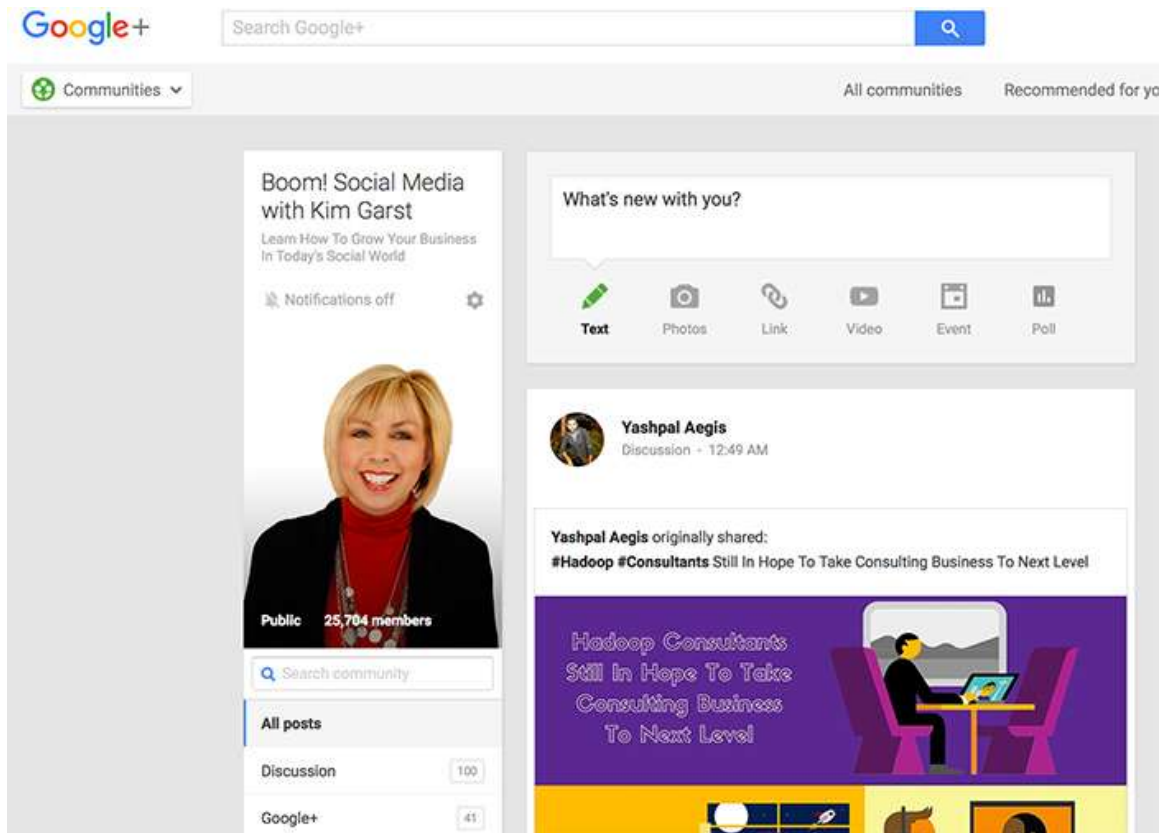 Google+
Search Google+
Communities
All communities
Recommended for yo
Boom! Social Media
with Kim Garst
Learn How To Grow Your Business
In Today's Social World
Notifications off
Public 25,704 members
Search community
All posts
Discussion 100
Google+ 41
What's new with you?
Text Photos Link Video Event Poll
Yashpal Aegis
Discussion - 12:49 AM
Yashpal Aegis originally shared:
#Hadoop #Consultants Still In Hope To Take Consulting Business To Next Level
Hadoop Consultants
Still In Hope To Take
Consulting Business
To Next Level